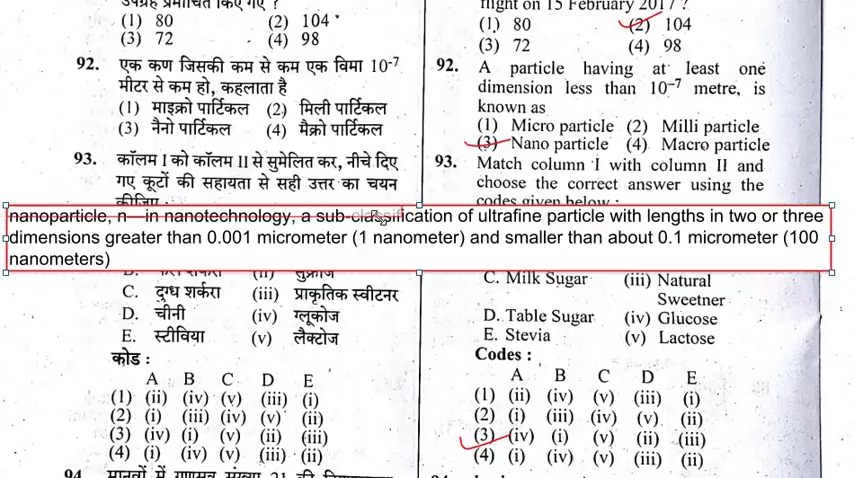 उपग्रह प्रमोचित किए गए ?
(1) 80 (2) 104
(3) 72 (4) 98
92. एक कण जिसकी कम से कम एक विमा 10-7
मीटर से कम हो, कहलाता है
(1) माइक्रो पार्टिकल (2) मिली पार्टिकल
(3) नैनो पार्टिकल (4) मैक्रो पार्टिकल
93. कॉलम I को कॉलम II से सुमेलित कर, नीचे दिए
गए कूटों की सहायता से सही उत्तर का चयन
कीजिए
flight on 15 February 2017 ?
(1) 80 (2) 104
(3) 72 (4) 98
92. A particle having at least one
dimension less than 10-7 metre, is
known as
(1) Micro particle (2) Milli particle
(3) Nano particle (4) Macro particle
93. Match column I with column II and
choose the correct answer using the
codes given below :
nanoparticle, n—in nanotechnology, a sub-classification of ultrafine particle with lengths in two or three
dimensions greater than 0.001 micrometer (1 nanometer) and smaller than about 0.1 micrometer (100
nanometers)
(ii) सुक्रोज
C. दुग्ध शर्करा (iii) प्राकृतिक स्वीटनर
D. चीनी (iv) ग्लूकोज
E. स्टीविया (v) लैक्टोज
कोड :
A B C D E
(1) (ii) (iv) (v) (iii) (i)
(2) (i) (iii) (iv) (v) (ii)
(3) (iv) (i) (v) (ii) (iii)
(4) (i) (iv) (v) (iii) (ii)
94. मानवों में गुणसूत्र संख्या 21 की
C. Milk Sugar (iii) Natural
Sweetner
D. Table Sugar (iv) Glucose
E. Stevia (v) Lactose
Codes :
A B C D E
(1) (ii) (iv) (v) (iii) (i)
(2) (i) (iii) (iv) (v) (ii)
(3) (iv) (i) (v) (ii) (iii)
(4) (i) (iv) (v) (iii) (ii)